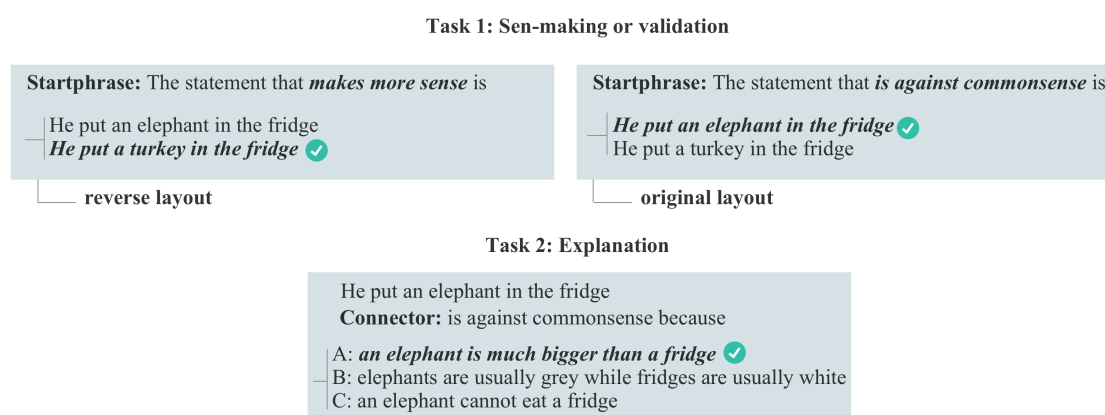 Task 1: Sen-making or validation
Startphrase: The statement that makes more sense is
He put an elephant in the fridge
He put a turkey in the fridge
reverse layout
Startphrase: The statement that is against commonsense is
He put an elephant in the fridge
He put a turkey in the fridge
original layout
Task 2: Explanation
He put an elephant in the fridge
Connector: is against commonsense because
A: an elephant is much bigger than a fridge
B: elephants are usually grey while fridges are usually white
C: an elephant cannot eat a fridge